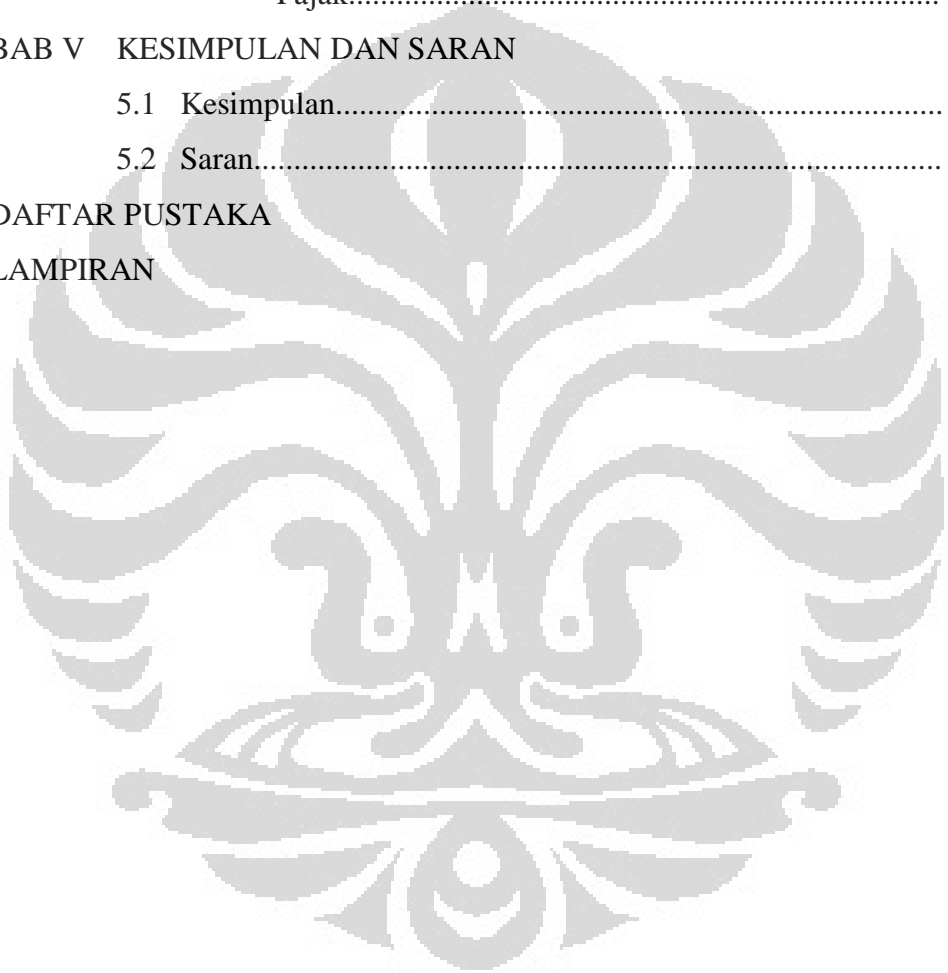 Pajak................................................................................
BAB V KESIMPULAN DAN SARAN
5.1 Kesimpulan................................................................................
5.2 Saran................................................................................
DAFTAR PUSTAKA
LAMPIRAN